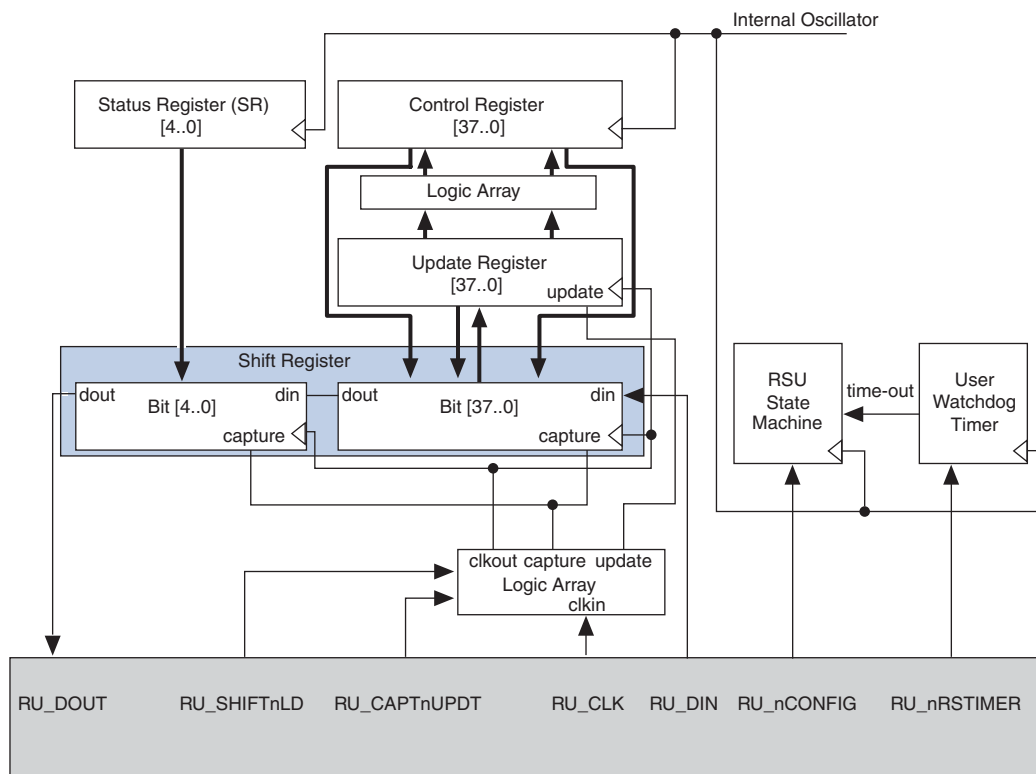 Internal Oscillator
Status Register (SR)
[4..0]
Control Register
[37..0]
Logic Array
Update Register
[37..0]
update
Shift Register
dout
Bit [4..0]
din
capture
dout
Bit [37..0]
din
capture
RSU
State
Machine
time-out
User
Watchdog
Timer
clkout capture update
Logic Array
clkin
RU_DOUT
RU_SHIFTnLD
RU_CAPTnUPDT
RU_CLK
RU_DIN
RU_nCONFIG
RU_nRSTIMER